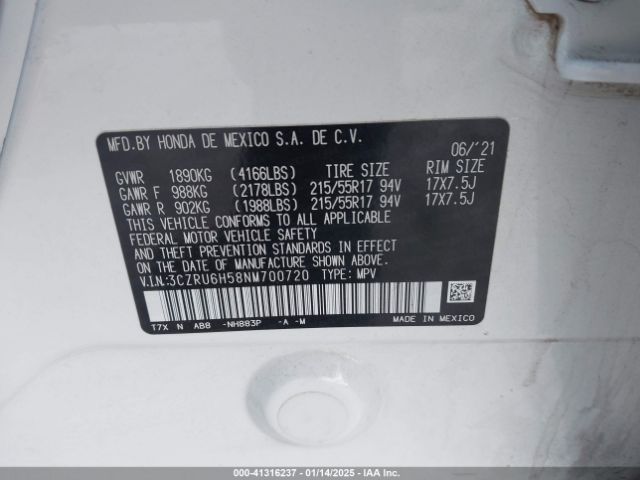 MFD.BY HONDA DE MEXICO S.A. DE C.V.
06/'21
GVWR 1890KG (4166LBS) TIRE SIZE RIM SIZE
GAWR F 988KG (2178LBS) 215/55R17 94V 17X7.5J
GAWR R 902KG (1988LBS) 215/55R17 94V 17X7.5J
THIS VEHICLE CONFORMS TO ALL APPLICABLE
FEDERAL MOTOR VEHICLE SAFETY
AND THEFT PREVENTION STANDARDS IN EFFECT
ON THE DATE OF MANUFACTURE SHOWN ABOVE.
V.I.N:3CZRU6H58NM700720 TYPE: MPV
T7X N AB8 -NH883P -A -M
MADE IN MEXICO
000-41316237 - 01/14/2025 - IAA Inc.